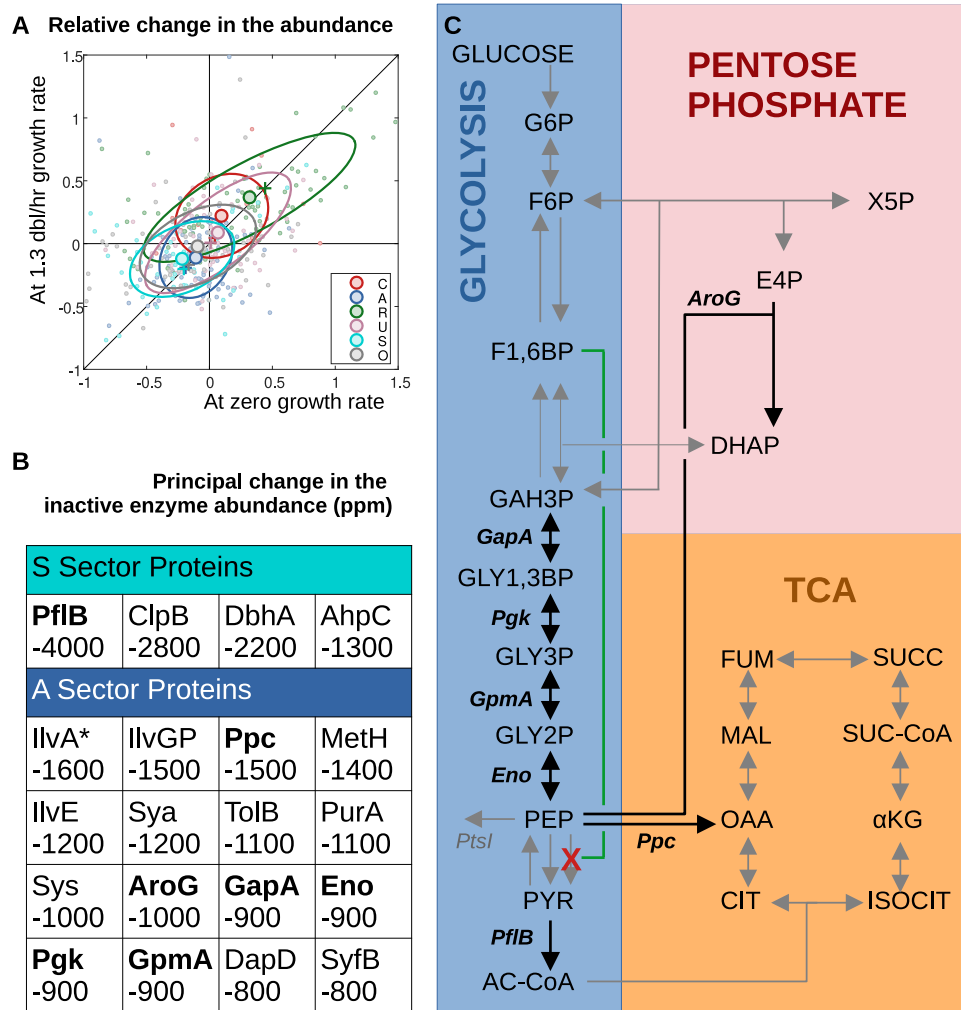 A
Relative change in the abundance
At 1.3 dbl/hr growth rate
1.5
1
0.5
0
-0.5
-1
-1
-0.5
0
0.5
1
1.5
At zero growth rate
C
A
R
U
S
O
B
Principal change in the
inactive enzyme abundance (ppm)
S Sector Proteins
PflB ClpB DbhA AhpC
-4000 -2800 -2200 -1300
A Sector Proteins
IlvA* IlvGP Ppc MetH
-1600 -1500 -1500 -1400
IlvE Sya TolB PurA
-1200 -1200 -1100 -1100
Sys AroG GapA Eno
-1000 -1000 -900 -900
Pgk GpmA DapD SyfB
-900 -900 -800 -800
C
GLYCOLYSIS
PENTOSE
PHOSPHATE
TCA
GLUCOSE
G6P
F6P
X5P
E4P
AroG
F1,6BP
DHAP
GAH3P
GapA
GLY1,3BP
Pgk
GLY3P
FUM
SUCC
GpmA
GLY2P
MAL
SUC-CoA
Eno
PtsI
PEP
X
Ppc
OAA
αKG
PYR
CIT
ISOCIT
PflB
AC-CoA